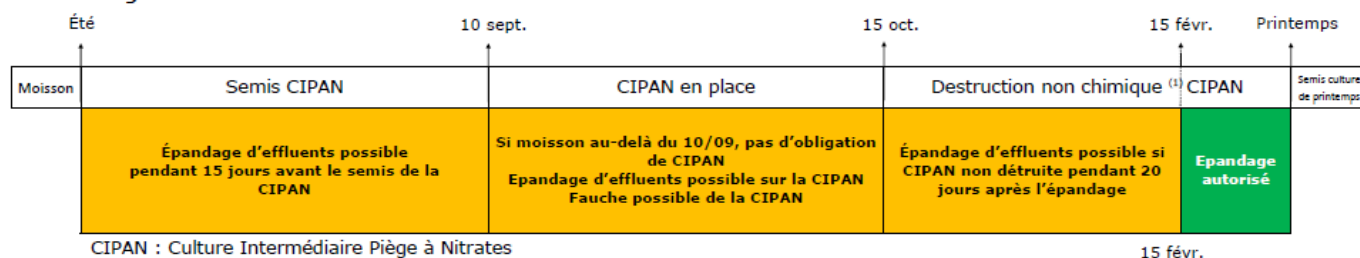 Été
10 sept.
15 oct.
15 févr.
Printemps
Moisson
Semis CIPAN
CIPAN en place
Destruction non chimique (1) CIPAN
Semis culture
de printemps
Épandage d'effluents possible
pendant 15 jours avant le semis de la
CIPAN
Si moisson au-delà du 10/09, pas d'obligation
de CIPAN
Epandage d'effluents possible sur la CIPAN
Fauche possible de la CIPAN
Épandage d'effluents possible si
CIPAN non détruite pendant 20
jours après l'épandage
Epandage
autorisé
CIPAN : Culture Intermédiaire Piège à Nitrates
15 févr.